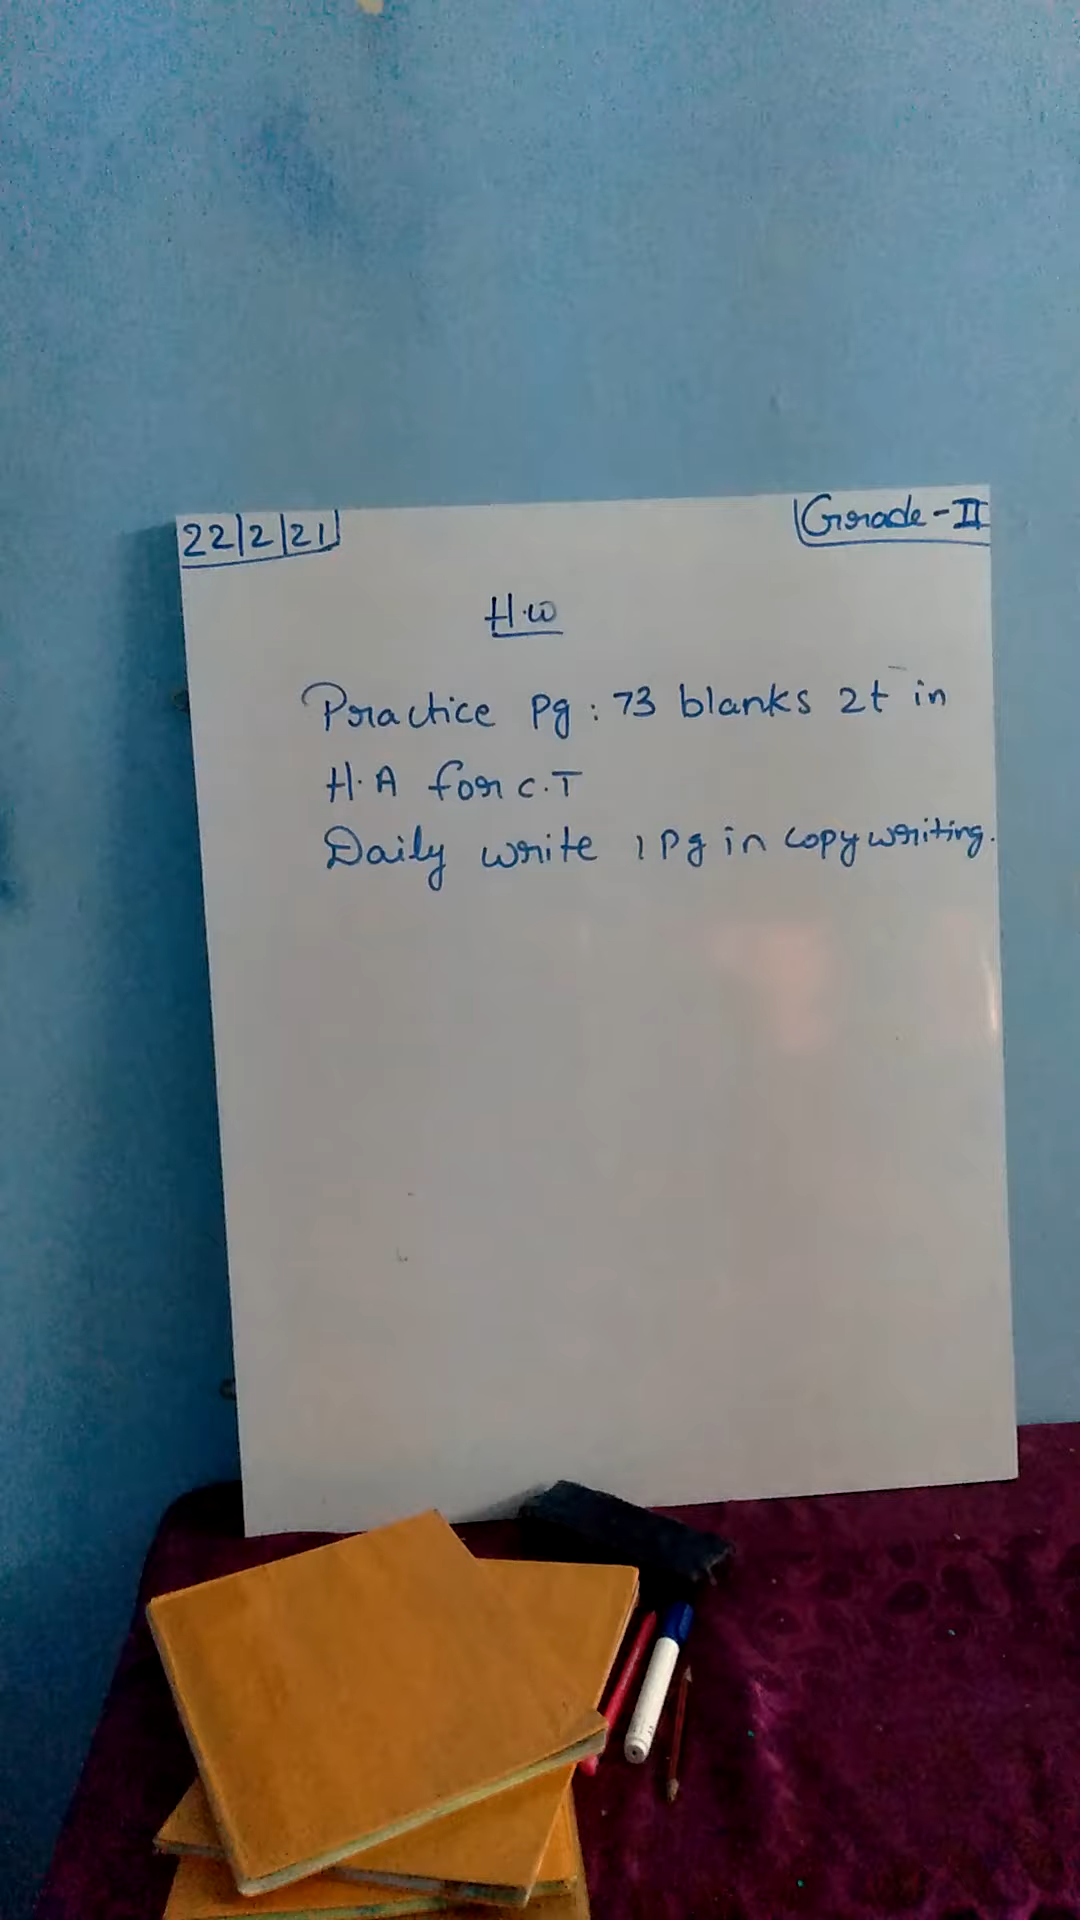 22/2/21
Grade - II
H.W
Practice Pg : 73 blanks 2t in
H.A for C.T
Daily write 1 Pg in copy writing.